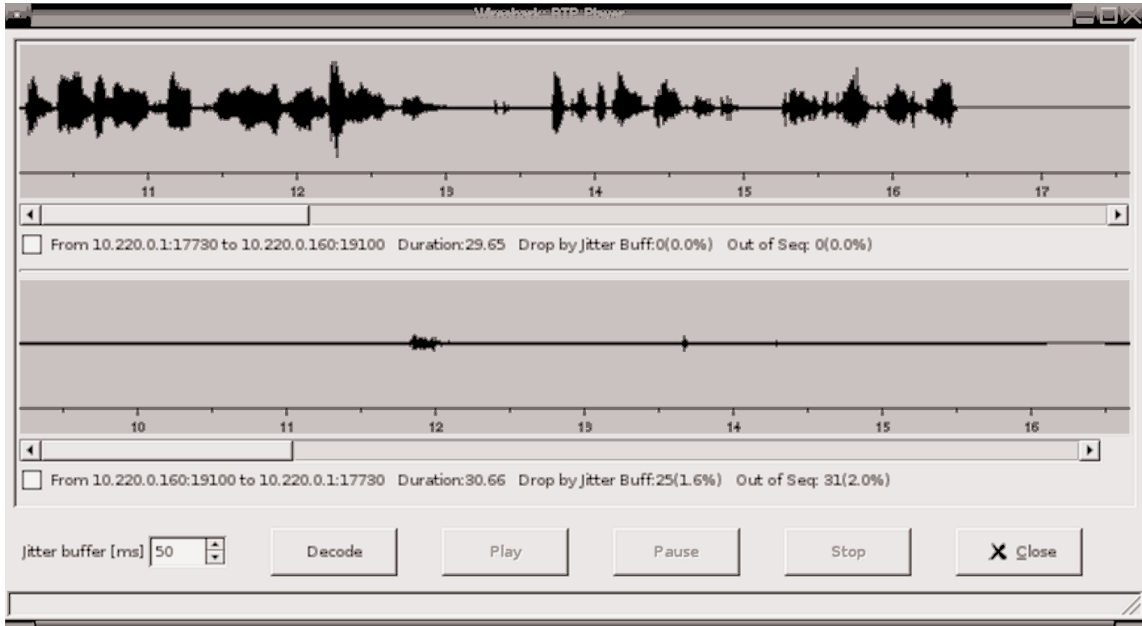 Wireshark: RTP Player
11 12 13 14 15 16 17
From 10.220.0.1:17730 to 10.220.0.160:19100 Duration:29.65 Drop by Jitter Buff:0(0.0%) Out of Seq: 0(0.0%)
10 11 12 13 14 15 16
From 10.220.0.160:19100 to 10.220.0.1:17730 Duration:30.66 Drop by Jitter Buff:25(1.6%) Out of Seq: 31(2.0%)
Jitter buffer [ms] 50 Decode Play Pause Stop Close